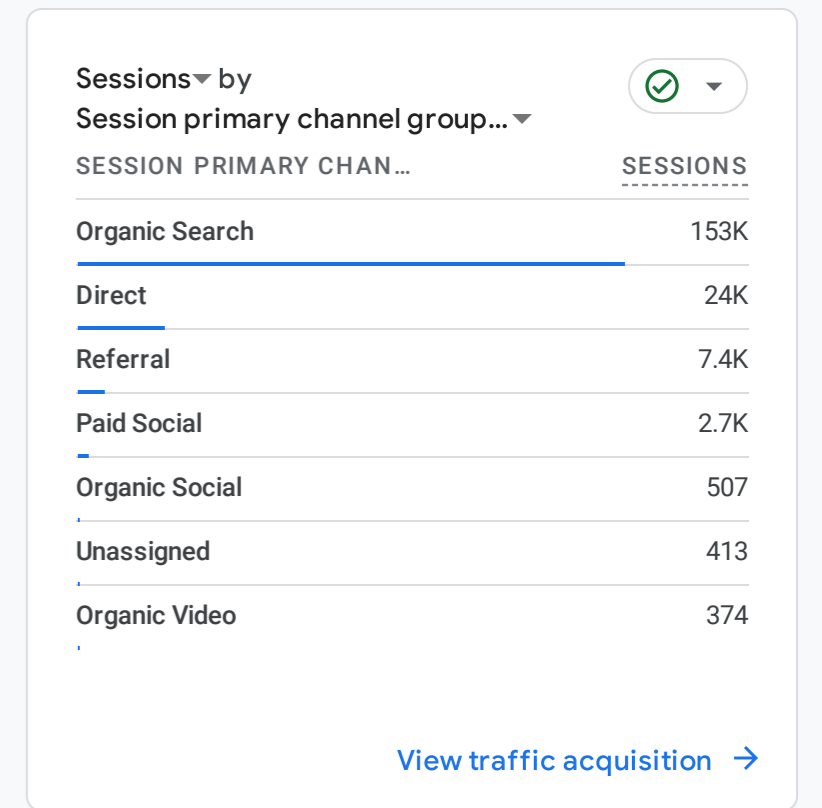 Sessions by
Session primary channel group...
SESSION PRIMARY CHAN... SESSIONS
Organic Search 153K
Direct 24K
Referral 7.4K
Paid Social 2.7K
Organic Social 507
Unassigned 413
Organic Video 374
View traffic acquisition